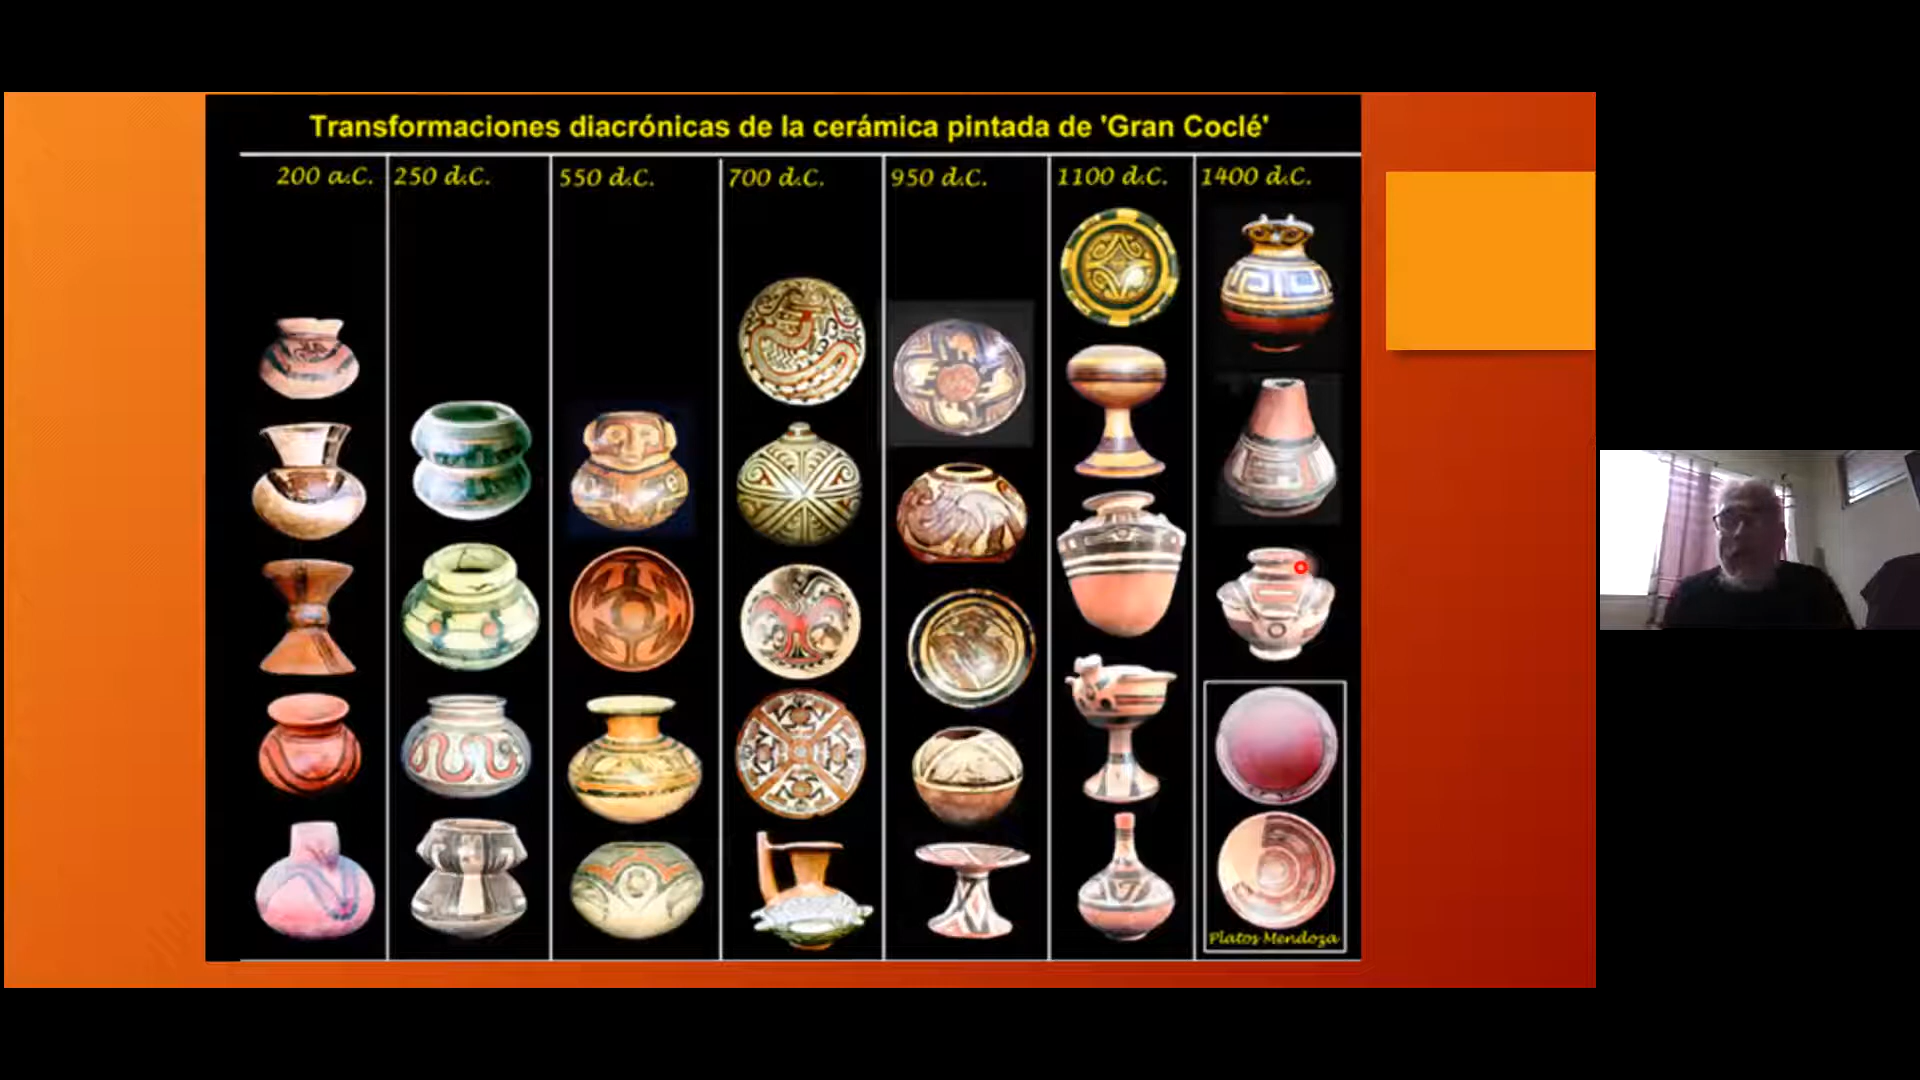 Transformaciones diacrónicas de la cerámica pintada de 'Gran Coclé'
200 a.C.
250 d.C.
550 d.C.
700 d.C.
950 d.C.
1100 d.C.
1400 d.C.
Platos Mendoza